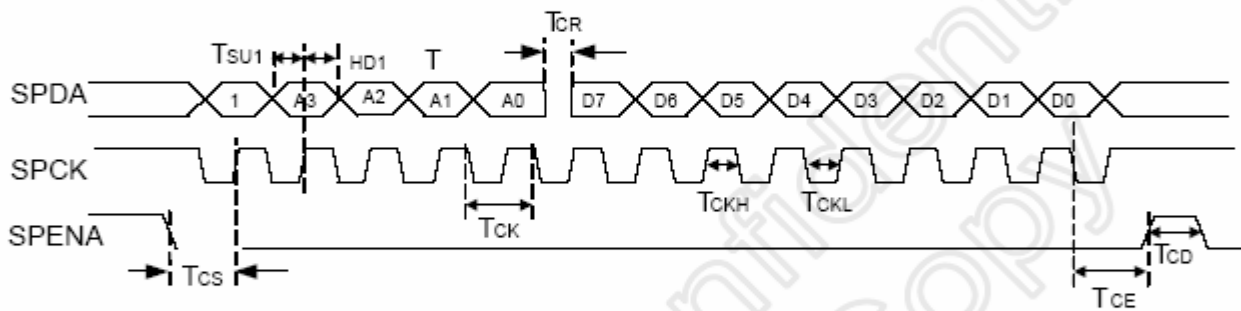 TCR
TSU1 HD1 T
SPDA 1 A3 A2 A1 A0 D7 D6 D5 D4 D3 D2 D1 D0
SPCK
TCK TCKH TCKL
SPENA
TCS TCD
TCE
Copy